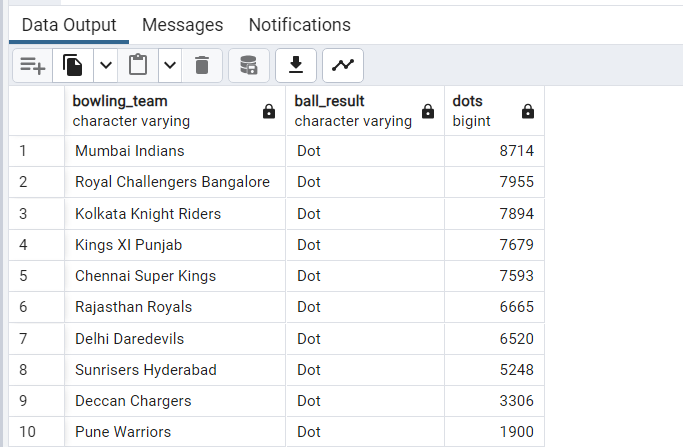 Data Output Messages Notifications
bowling_team ball_result dots
character varying character varying bigint
1 Mumbai Indians Dot 8714
2 Royal Challengers Bangalore Dot 7955
3 Kolkata Knight Riders Dot 7894
4 Kings XI Punjab Dot 7679
5 Chennai Super Kings Dot 7593
6 Rajasthan Royals Dot 6665
7 Delhi Daredevils Dot 6520
8 Sunrisers Hyderabad Dot 5248
9 Deccan Chargers Dot 3306
10 Pune Warriors Dot 1900